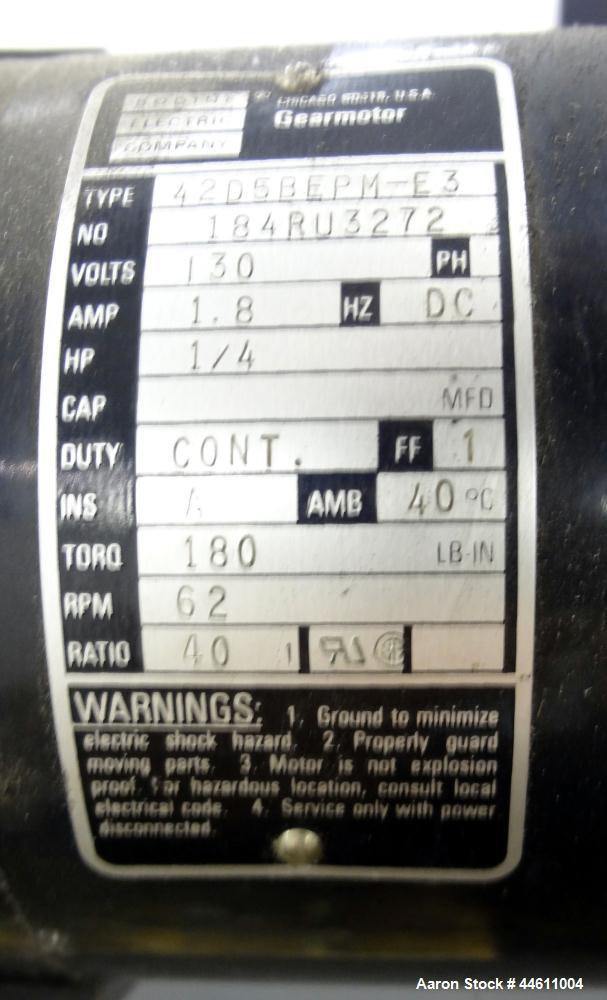 ELECTRIC
COMPANY
CHICAGO 60618, U.S.A.
Gearmotor
TYPE 42D5BEPM-E3
NO 184RU3272
VOLTS 130 PH
AMP 1.8 HZ DC
HP 1/4
CAP MFD
DUTY CONT. FF 1
INS A AMB 40 °C
TORQ 180 LB-IN
RPM 62
RATIO 40 1
WARNINGS: 1. Ground to minimize
electric shock hazard. 2. Properly guard
moving parts. 3. Motor is not explosion
proof. For hazardous location, consult local
electrical code. 4. Service only with power
disconnected.
Aaron Stock # 44611004